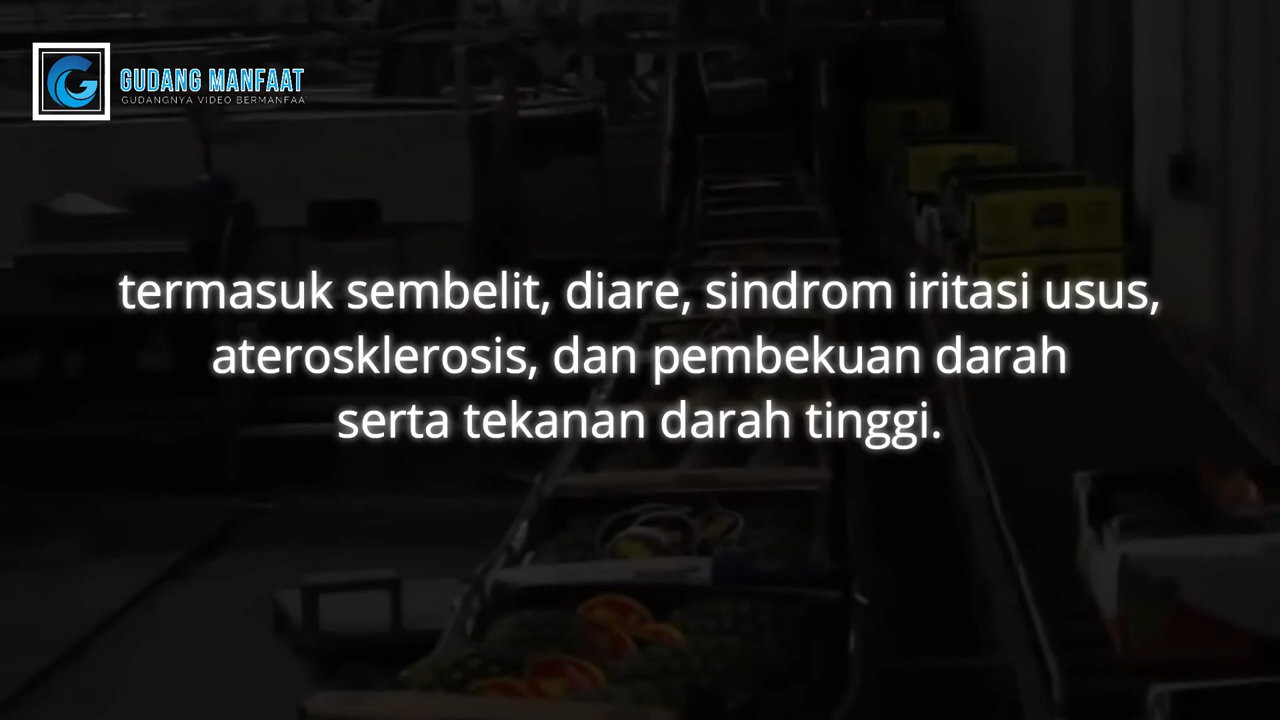 GUDANG MANFAAT
GUDANGNYA VIDEO BERMANFAA
termasuk sembelit, diare, sindrom iritasi usus,
aterosklerosis, dan pembekuan darah
serta tekanan darah tinggi.